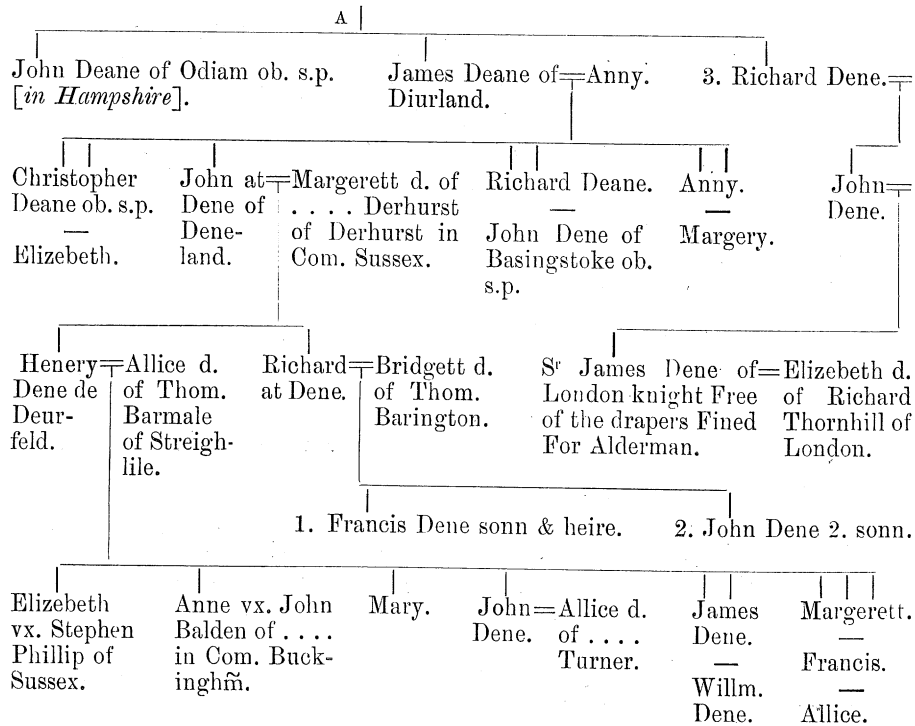 A
John Deane of Odiam ob. s.p.
[in Hampshire].
James Deane of=Anny.
Diurland.
3. Richard Dene.=
Christopher
Deane ob. s.p.
—
Elizebeth.
John at=Margerett d. of
Dene of
Dene-
land.
. . . . Derhurst
of Derhurst in
Com. Sussex.
Richard Deane.
—
John Dene of
Basingstoke ob.
s.p.
Anny.
—
Margery.
John=
Dene.
Henery=Allice d.
Dene de
Deur-
feld.
of Thom.
Barmale
of Streigh-
lile.
Richard=Bridgett d.
at Dene.
of Thom.
Barington.
Sr James Dene of=Elizebeth d.
London knight Free
of the drapers Fined
For Alderman.
of Richard
Thornhill of
London.
1. Francis Dene sonn & heire.
2. John Dene 2. sonn.
Elizebeth
vx. Stephen
Phillip of
Sussex.
Anne vx. John
Balden of . . . .
in Com. Buck-
inghm̃.
Mary.
John=Allice d.
Dene.
of . . . .
Turner.
James
Dene.
—
Willm.
Dene.
Margerett.
—
Francis.
—
Allice.